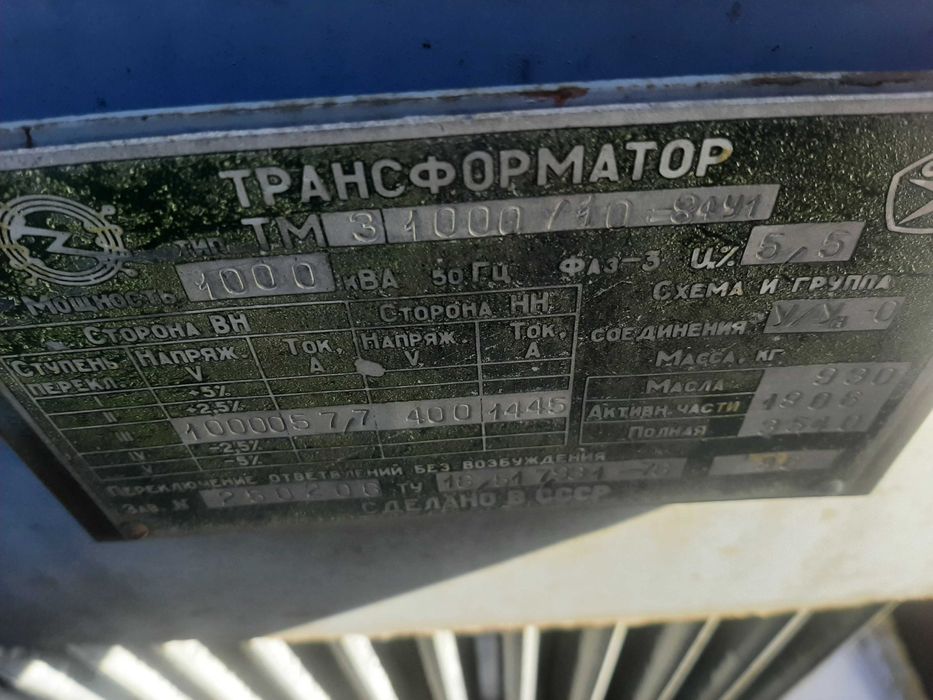 ТРАНСФОРМАТОР
ТИП ТМ З 1000/10-84У1
МОЩНОСТЬ 1000 кВА 50 ГЦ ФАЗ-3 Ц% 5,5
СТОРОНА ВН СТОРОНА НН СХЕМА И ГРУППА
СТУПЕНЬ ПЕРЕКЛ. НАПРЯЖ. V ТОК, А НАПРЯЖ. V ТОК, А СОЕДИНЕНИЯ У/Ун 0
I +5% МАССА, КГ
II +2,5% МАСЛА 990
III 10000 57,7 400 1445 АКТИВН. ЧАСТИ 1906
IV -2,5% ПОЛНАЯ
V -5%
ПЕРЕКЛЮЧЕНИЕ ОТВЕТВЛЕНИЙ БЕЗ ВОЗБУЖДЕНИЯ
ЗАВ. № 260206 ТУ
СДЕЛАНО В СССР